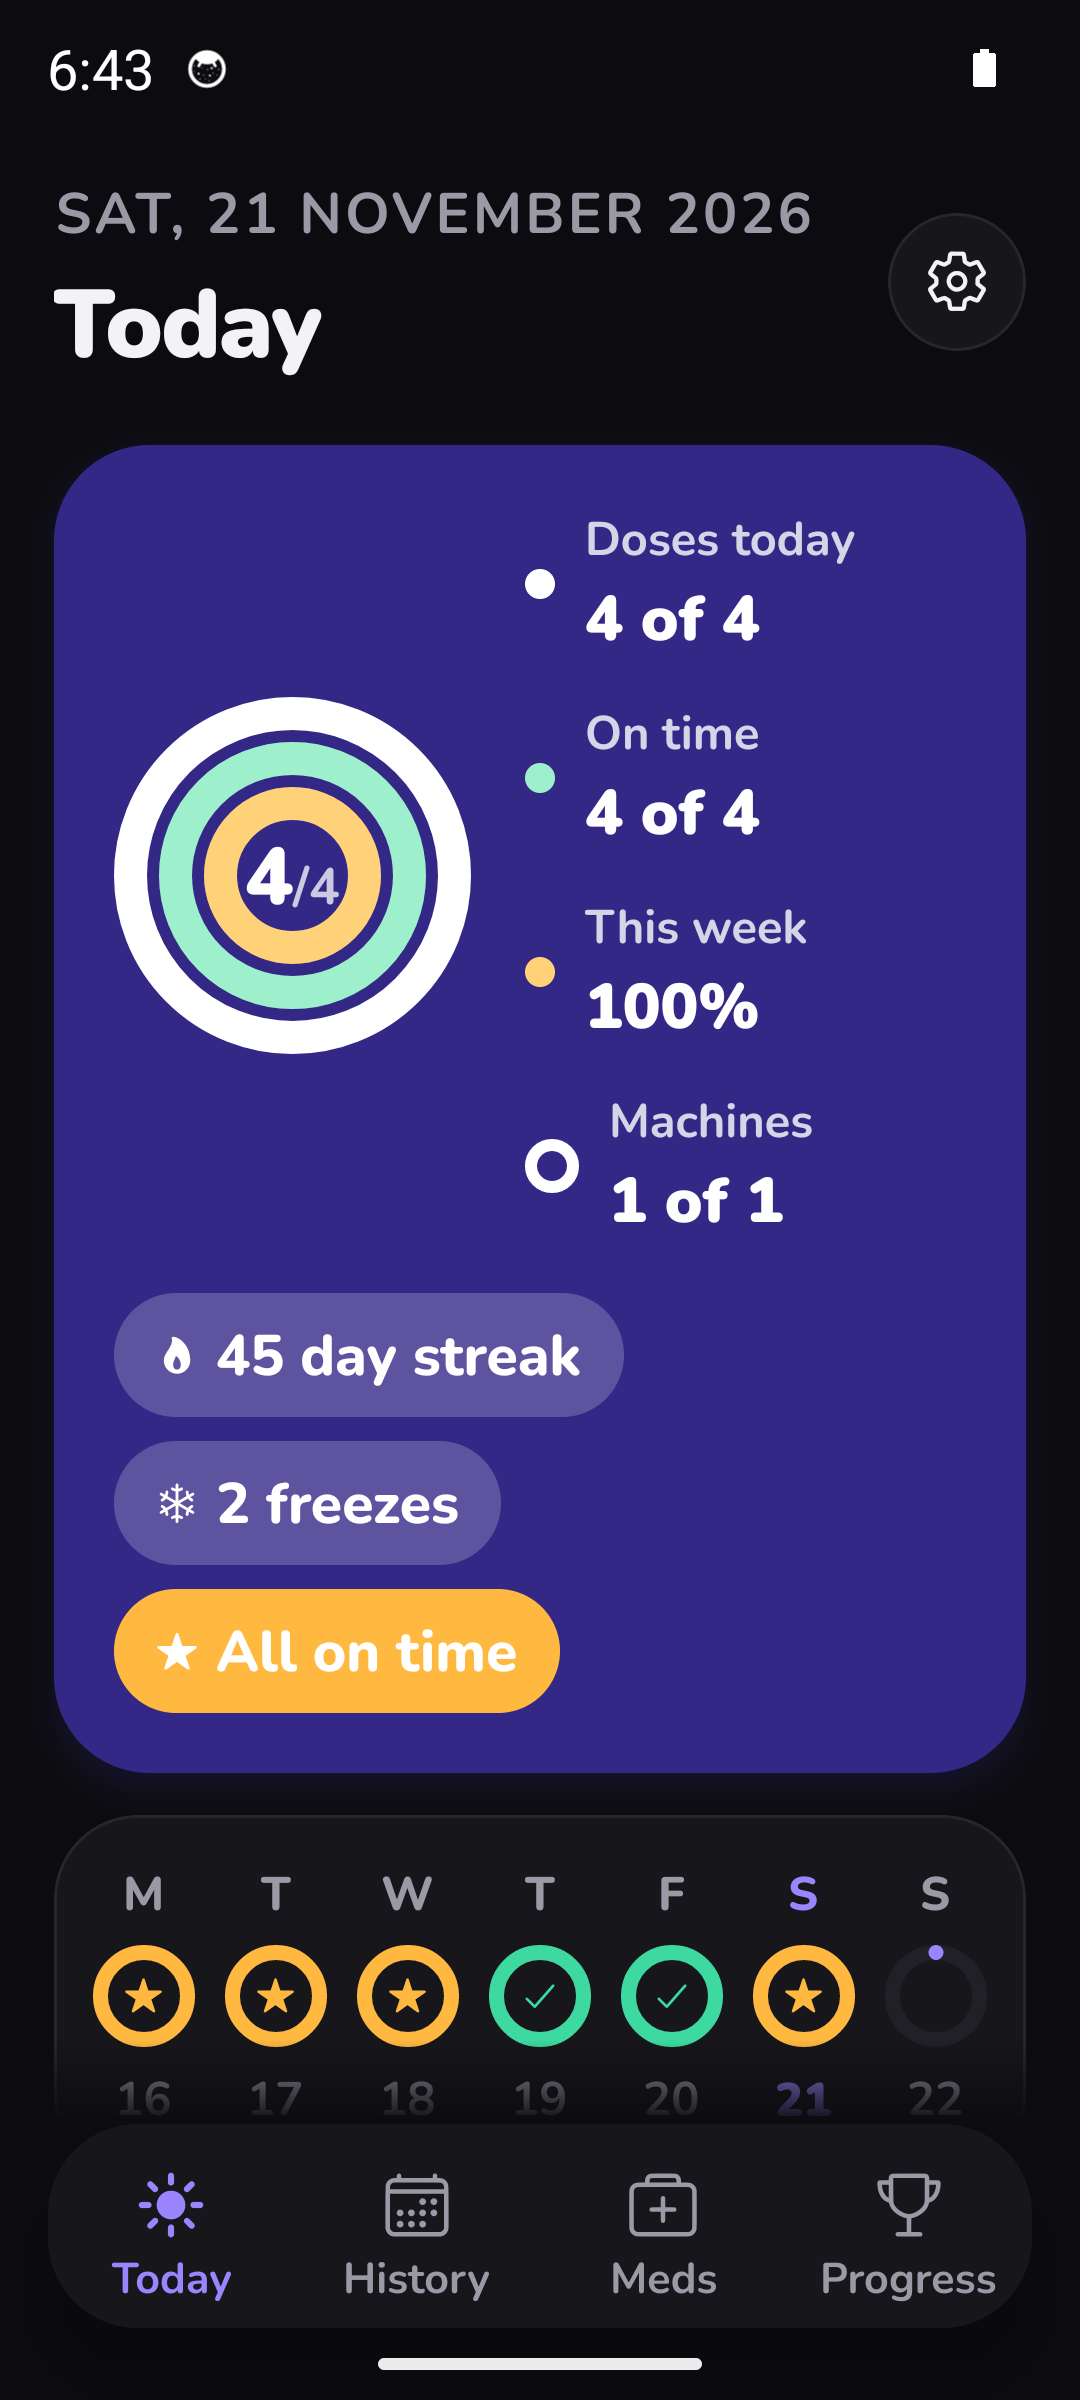 6:43
SAT, 21 NOVEMBER 2026
Today
Doses today
4 of 4
On time
4 of 4
4/4
This week
100%
Machines
1 of 1
45 day streak
2 freezes
All on time
M T W T F S S
16 17 18 19 20 21 22
Today History Meds Progress